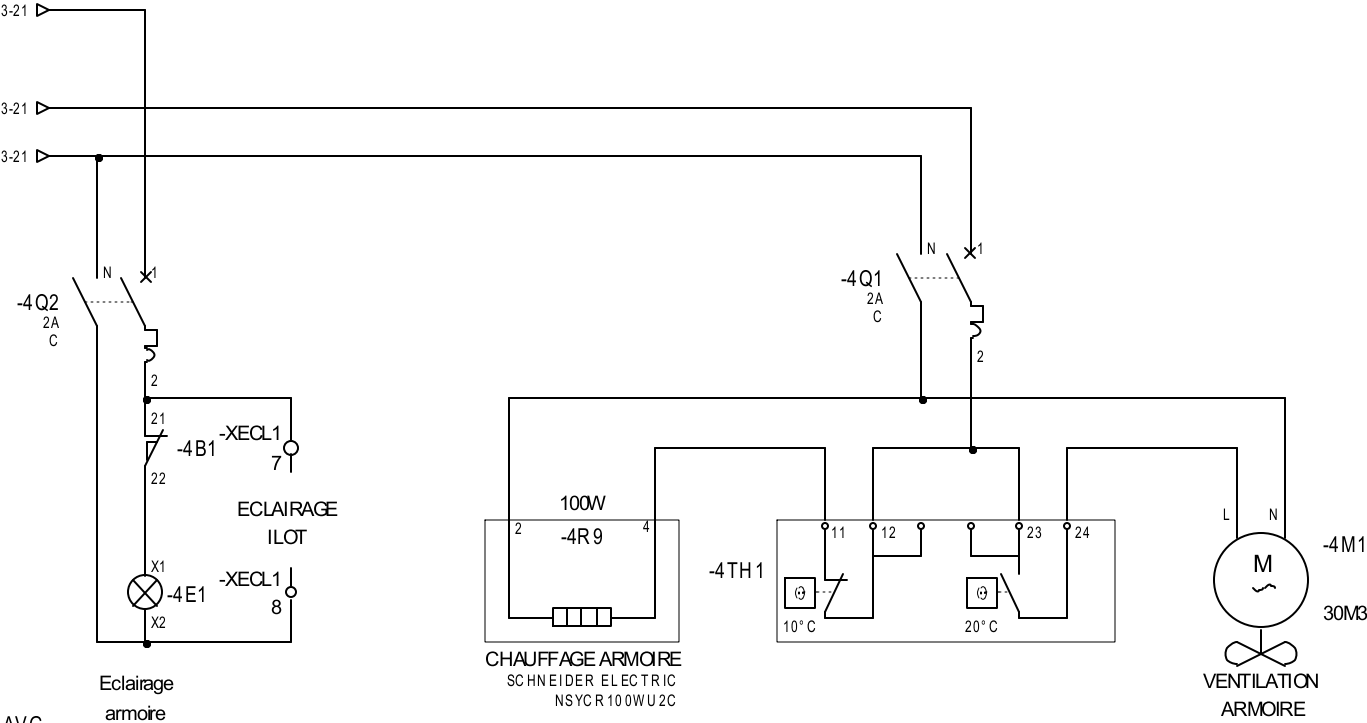 3-21
3-21
3-21
N 1
-4Q2
2A
C
2
21
-4B1
22
-XECL1
7
ECLAIRAGE
ILOT
X1
-4E1
X2
-XECL1
8
Eclairage
armoire
N 1
-4Q1
2A
C
2
100W
2 4
-4R9
CHAUFFAGE ARMOIRE
SCHNEIDER ELECTRIC
NSYCR100WU2C
11 12 23 24
-4TH1
10°C 20°C
L N
M
-4M1
30M3
VENTILATION
ARMOIRE